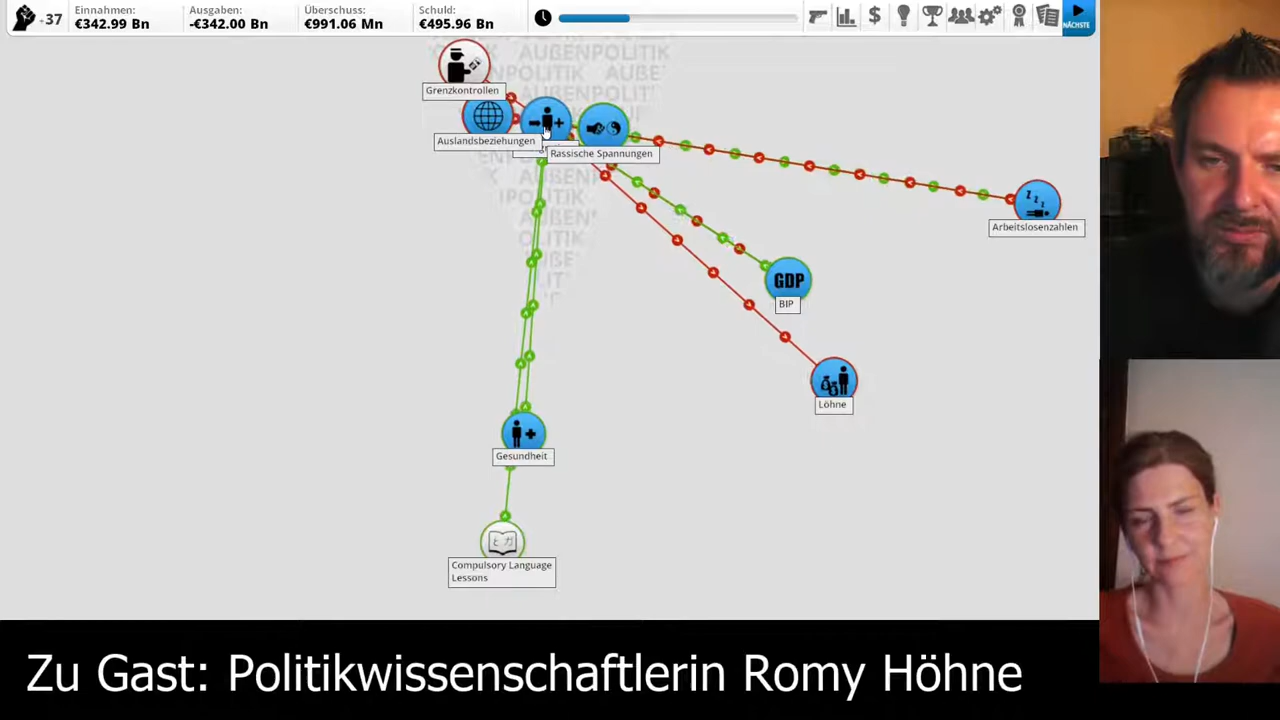 -37
Einnahmen:
€342.99 Bn
Ausgaben:
-€342.00 Bn
Überschuss:
€991.06 Mn
Schuld:
€495.96 Bn
$
NÄCHSTE
AUßENPOLITIK
Grenzkontrollen
Auslandsbeziehungen
Rassische Spannungen
z z z
Arbeitslosenzahlen
GDP
BIP
Löhne
Gesundheit
Compulsory Language
Lessons
Zu Gast: Politikwissenschaftlerin Romy Höhne